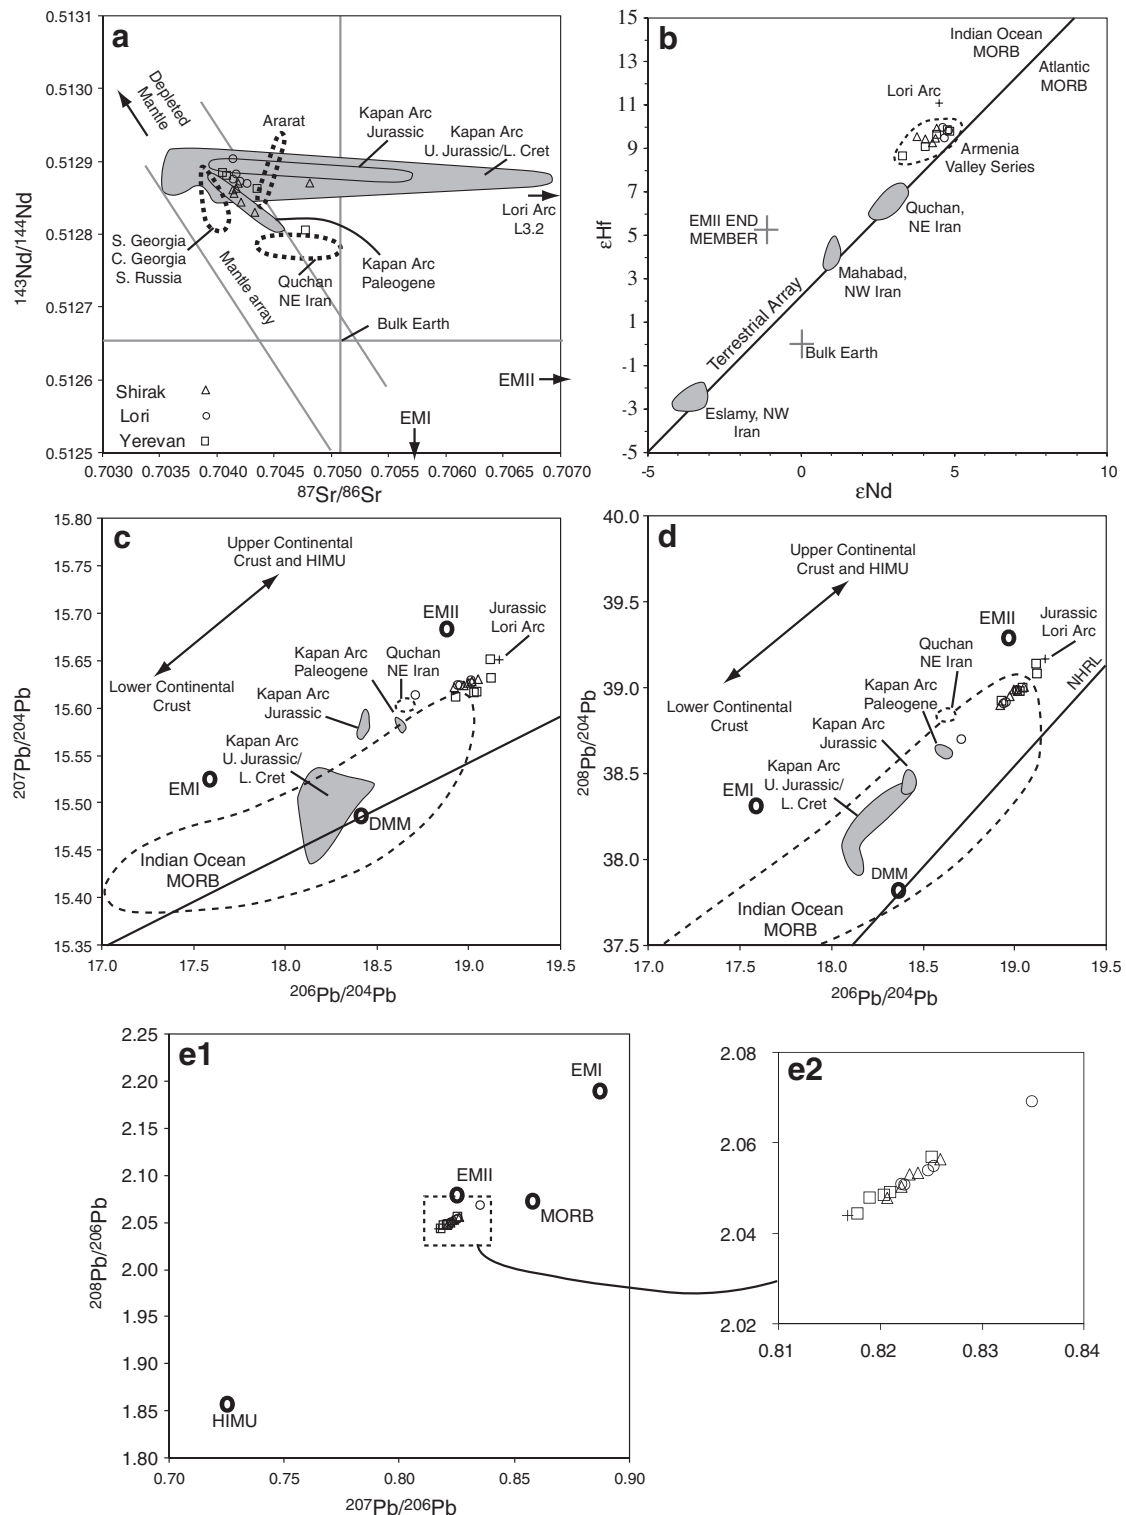 a
0.5131
0.5130
0.5129
0.5128
0.5127
0.5126
0.5125
143Nd/144Nd
Depleted
Mantle
Ararat
Kapan Arc
Jurassic
Kapan Arc
U. Jurassic/L. Cret
Lori Arc
L3.2
S. Georgia
C. Georgia
S. Russia
Mantle array
Quchan
NE Iran
Kapan Arc
Paleogene
Bulk Earth
EMII
EMI
Shirak
Lori
Yerevan
0.7030 0.7035 0.7040 0.7045 0.7050 0.7055 0.7060 0.7065 0.7070
87Sr/86Sr
b
15
13
11
9
7
5
3
1
-1
-3
-5
εHf
Indian Ocean
MORB
Atlantic
MORB
Lori Arc
Armenia
Valley Series
Quchan,
NE Iran
EMII END
MEMBER
Mahabad,
NW Iran
Terrestrial Array
Bulk Earth
Eslamy, NW
Iran
-5 0 5 10
εNd
c
15.80
15.75
15.70
15.65
15.60
15.55
15.50
15.45
15.40
15.35
207Pb/204Pb
Upper Continental
Crust and HIMU
EMII
Jurassic
Lori Arc
Kapan Arc
Paleogene
Quchan
NE Iran
Lower Continental
Crust
Kapan Arc
Jurassic
Kapan Arc
U. Jurassic/
L. Cret
EMI
DMM
Indian Ocean
MORB
17.0 17.5 18.0 18.5 19.0 19.5
206Pb/204Pb
d
40.0
39.5
39.0
38.5
38.0
37.5
208Pb/204Pb
Upper Continental
Crust and HIMU
EMII
Jurassic
Lori Arc
Quchan
NE Iran
NHRL
Kapan Arc
Paleogene
Lower Continental
Crust
Kapan Arc
Jurassic
Kapan Arc
U. Jurassic/
L. Cret
EMI
DMM
Indian Ocean
MORB
17.0 17.5 18.0 18.5 19.0 19.5
206Pb/204Pb
e1
2.25
2.20
2.15
2.10
2.05
2.00
1.95
1.90
1.85
1.80
208Pb/206Pb
EMI
EMII
MORB
HIMU
0.70 0.75 0.80 0.85 0.90
207Pb/206Pb
e2
2.08
2.06
2.04
2.02
0.81 0.82 0.83 0.84